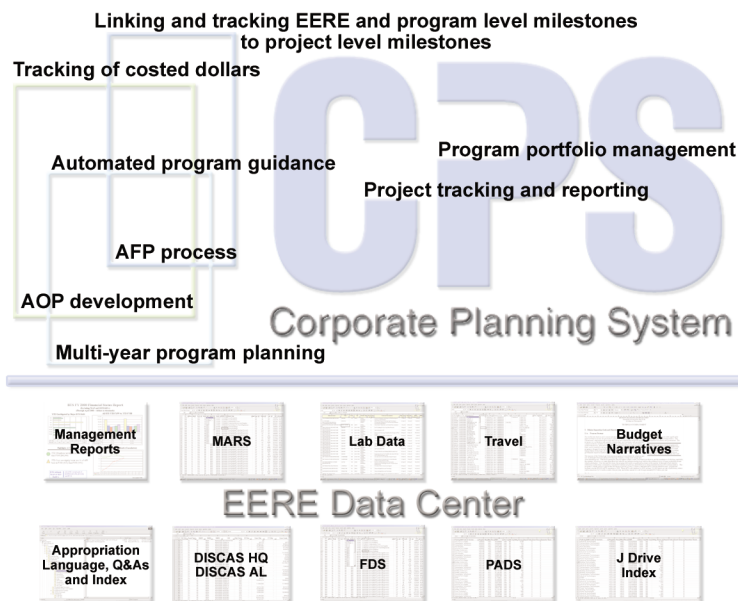 Linking and tracking EERE and program level milestones
to project level milestones
Tracking of costed dollars
CPS
Program portfolio management
Automated program guidance
Project tracking and reporting
AFP process
AOP development
Corporate Planning System
Multi-year program planning
Management
Reports
MARS
Lab Data
Travel
Budget
Narratives
EERE Data Center
Appropriation
Language, Q&As
and Index
DISCAS HQ
DISCAS AL
FDS
PADS
J Drive
Index